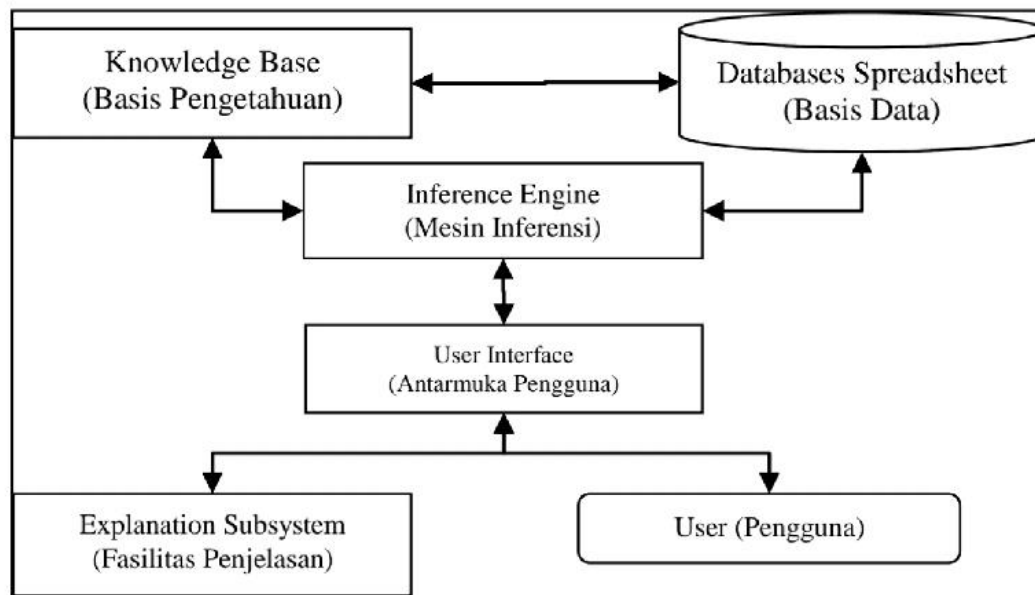 Knowledge Base
(Basis Pengetahuan)
Databases Spreadsheet
(Basis Data)
Inference Engine
(Mesin Inferensi)
User Interface
(Antarmuka Pengguna)
Explanation Subsystem
(Fasilitas Penjelasan)
User (Pengguna)